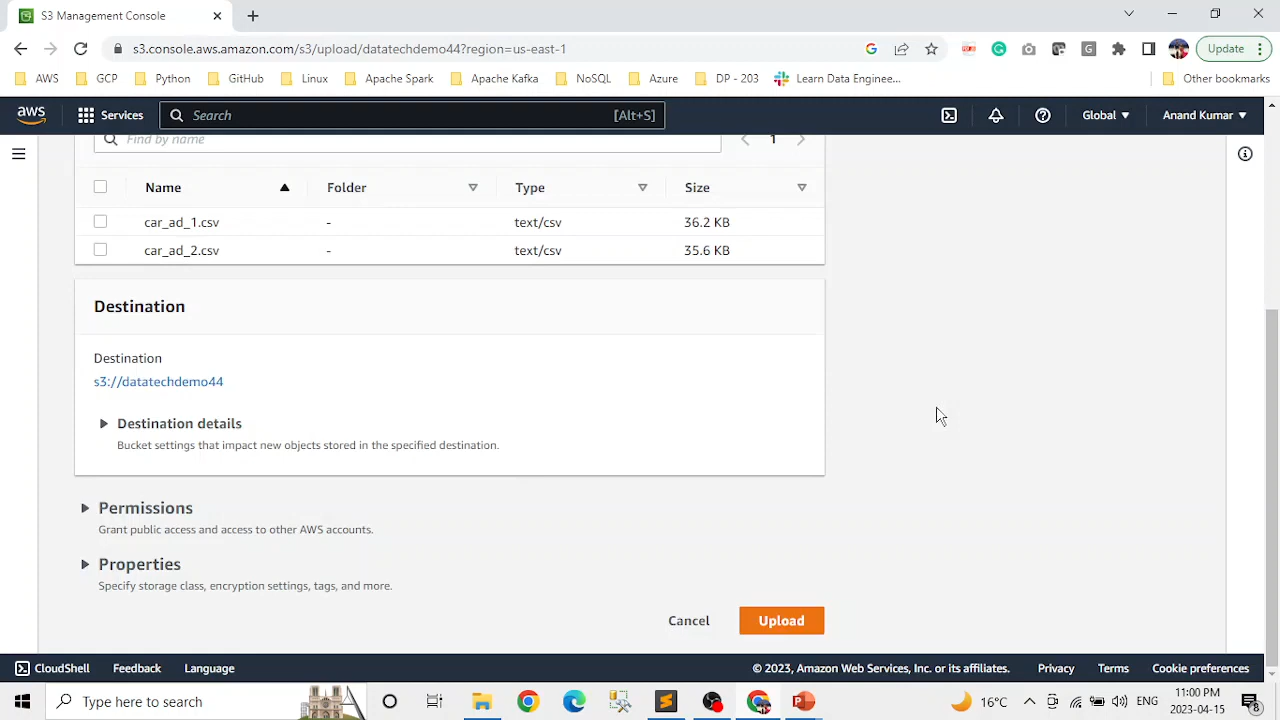 S3 Management Console
s3.console.aws.amazon.com/s3/upload/datatechdemo44?region=us-east-1
Update
AWS GCP Python GitHub Linux Apache Spark Apache Kafka NoSQL Azure DP - 203 Learn Data Enginee... Other bookmarks
aws Services Search [Alt+S] Global Anand Kumar
Find by name 1
Name Folder Type Size
car_ad_1.csv - text/csv 36.2 KB
car_ad_2.csv - text/csv 35.6 KB
Destination
Destination
s3://datatechdemo44
Destination details
Bucket settings that impact new objects stored in the specified destination.
Permissions
Grant public access and access to other AWS accounts.
Properties
Specify storage class, encryption settings, tags, and more.
Cancel Upload
CloudShell Feedback Language © 2023, Amazon Web Services, Inc. or its affiliates. Privacy Terms Cookie preferences
Type here to search 16°C ENG 11:00 PM
2023-04-15 8